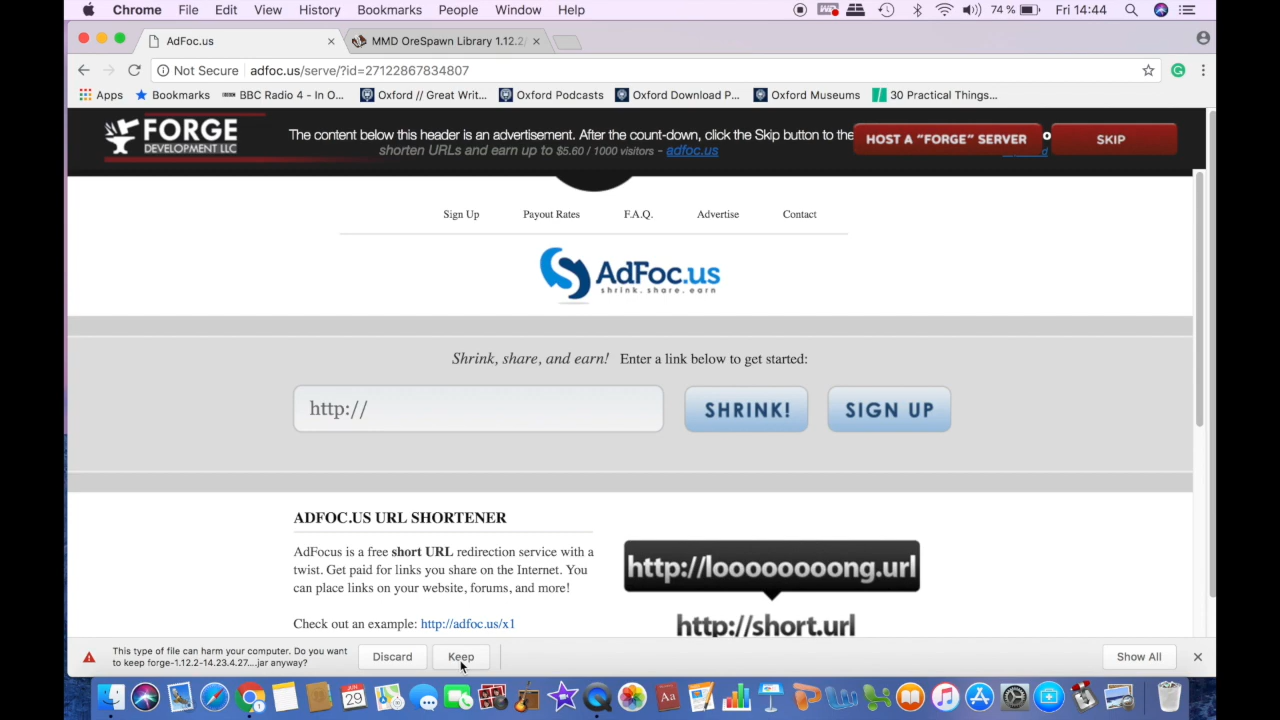 Chrome File Edit View History Bookmarks People Window Help 74 % Fri 14:44
AdFoc.us MMD OreSpawn Library 1.12.2/
Not Secure adfoc.us/serve/?id=27122867834807
Apps Bookmarks BBC Radio 4 - In O... Oxford // Great Writ... Oxford Podcasts Oxford Download P... Oxford Museums 30 Practical Things...
FORGE
DEVELOPMENT LLC
The content below this header is an advertisement. After the count-down, click the Skip button to the
shorten URLs and earn up to $5.60 / 1000 visitors - adfoc.us
HOST A "FORGE" SERVER SKIP
Sign Up Payout Rates F.A.Q. Advertise Contact
AdFoc.us
shrink. share. earn
Shrink, share, and earn! Enter a link below to get started:
http:// SHRINK! SIGN UP
ADFOC.US URL SHORTENER
AdFocus is a free short URL redirection service with a
twist. Get paid for links you share on the Internet. You
can place links on your website, forums, and more!
Check out an example: http://adfoc.us/x1
http://loooooooong.url
http://short.url
This type of file can harm your computer. Do you want
to keep forge-1.12.2-14.23.4.27....jar anyway?
Discard Keep Show All